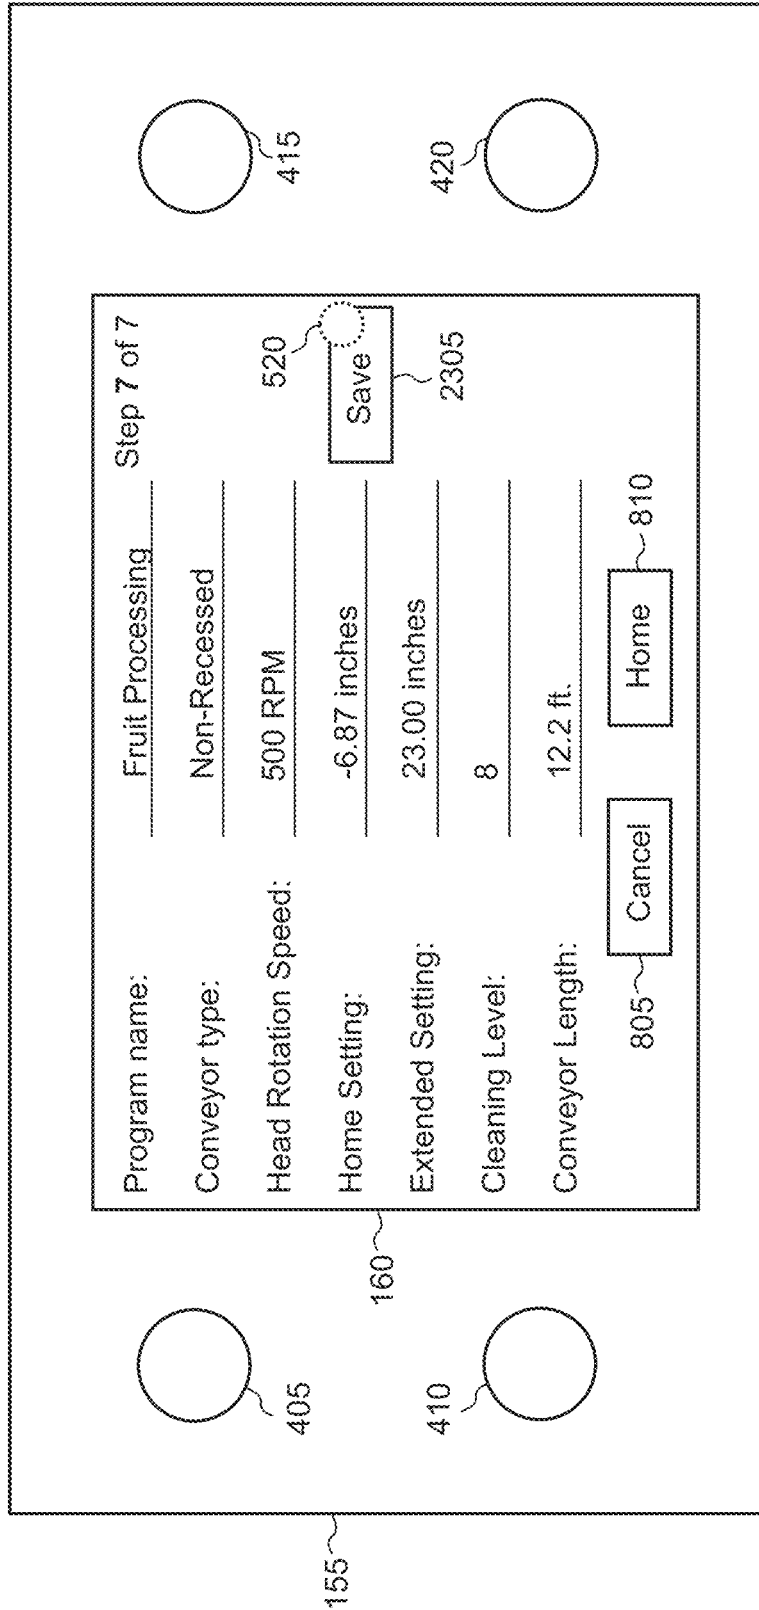 155
405
410
160
Program name: Fruit Processing
Step 7 of 7
Conveyor type: Non-Recessed
Head Rotation Speed: 500 RPM
Home Setting: -6.87 inches
Extended Setting: 23.00 inches
Cleaning Level: 8
Conveyor Length: 12.2 ft.
520
Save
2305
805
Cancel
Home
810
415
420